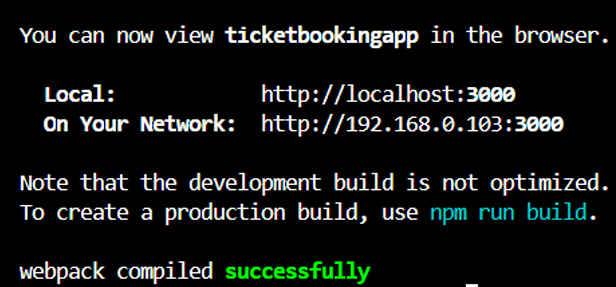 You can now view ticketbookingapp in the browser.
Local: http://localhost:3000
On Your Network: http://192.168.0.103:3000
Note that the development build is not optimized.
To create a production build, use npm run build.
webpack compiled successfully